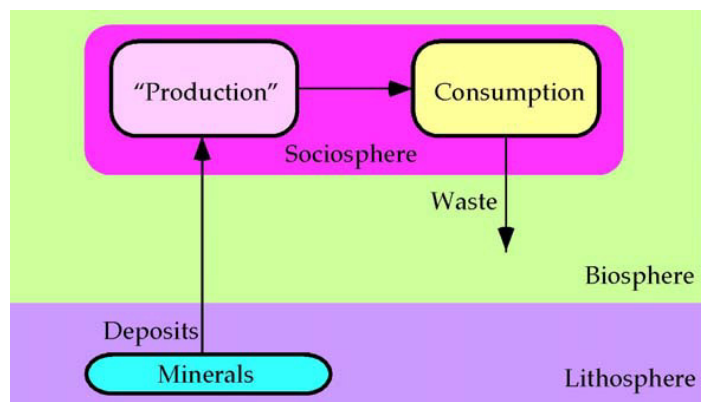 “Production”
Consumption
Sociosphere
Waste
Biosphere
Deposits
Minerals
Lithosphere